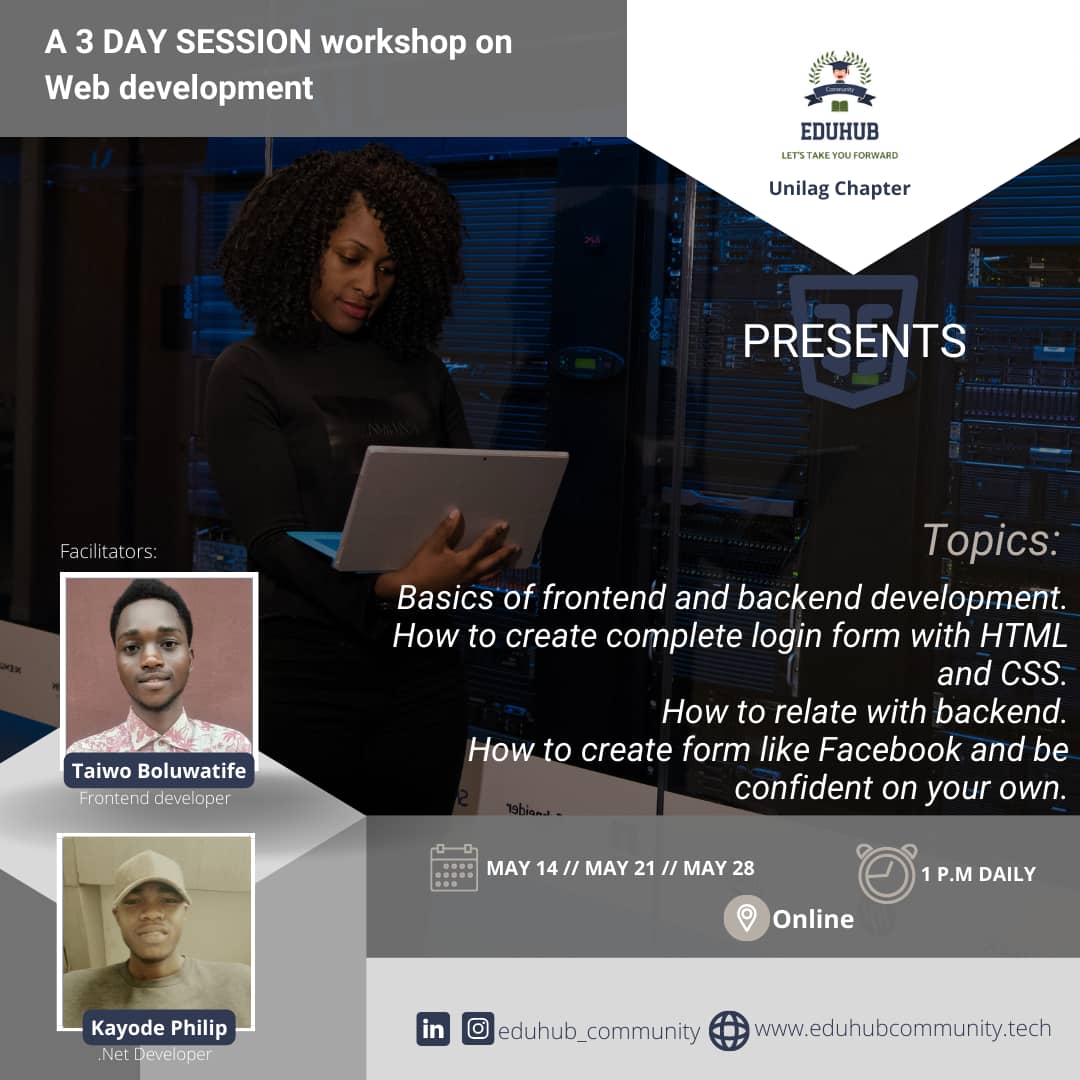 A 3 DAY SESSION workshop on
Web development
Community
EDUHUB
LET'S TAKE YOU FORWARD
Unilag Chapter
PRESENTS
Topics:
Basics of frontend and backend development.
How to create complete login form with HTML
and CSS.
How to relate with backend.
How to create form like Facebook and be
confident on your own.
Facilitators:
Taiwo Boluwatife
Frontend developer
Kayode Philip
.Net Developer
MAY 14 // MAY 21 // MAY 28
1 P.M DAILY
Online
in
eduhub_community
www.eduhubcommunity.tech